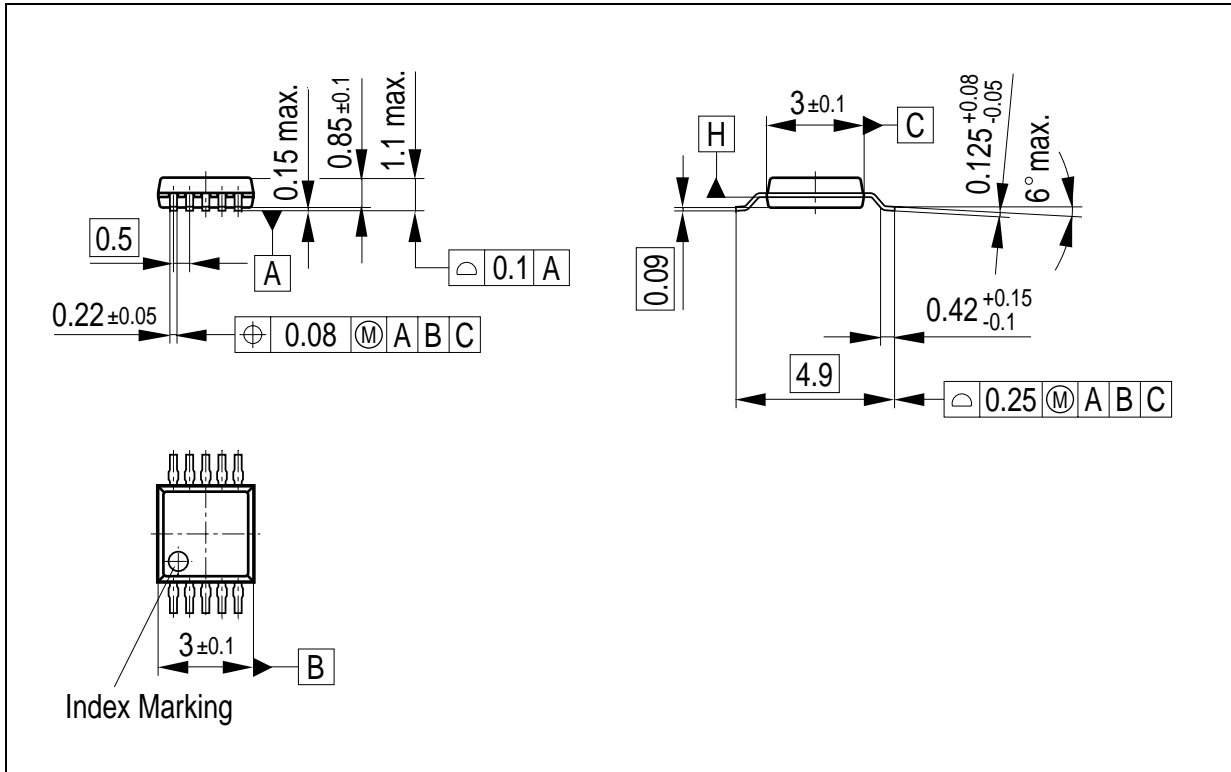 0.15 max.
0.85 ±0.1
1.1 max.
0.5
A
⌓ 0.1 A
0.22 ±0.05
⌖ 0.08 Ⓜ A B C
3 ±0.1
C
H
0.125 +0.08 -0.05
6° max.
0.09
0.42 +0.15 -0.1
4.9
⌓ 0.25 Ⓜ A B C
3 ±0.1
B
Index Marking